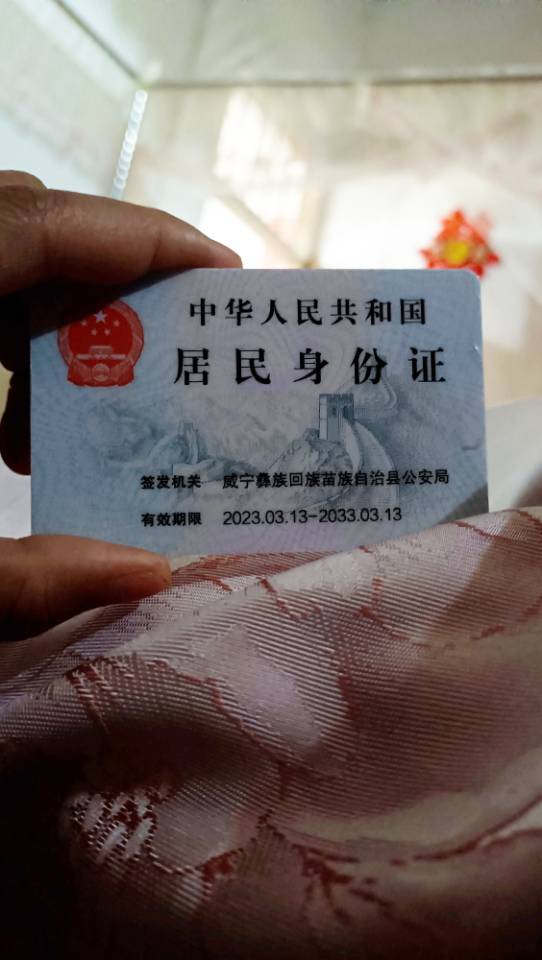 中华人民共和国
居民身份证
签发机关 威宁彝族回族苗族自治县公安局
有效期限 2023.03.13-2033.03.13